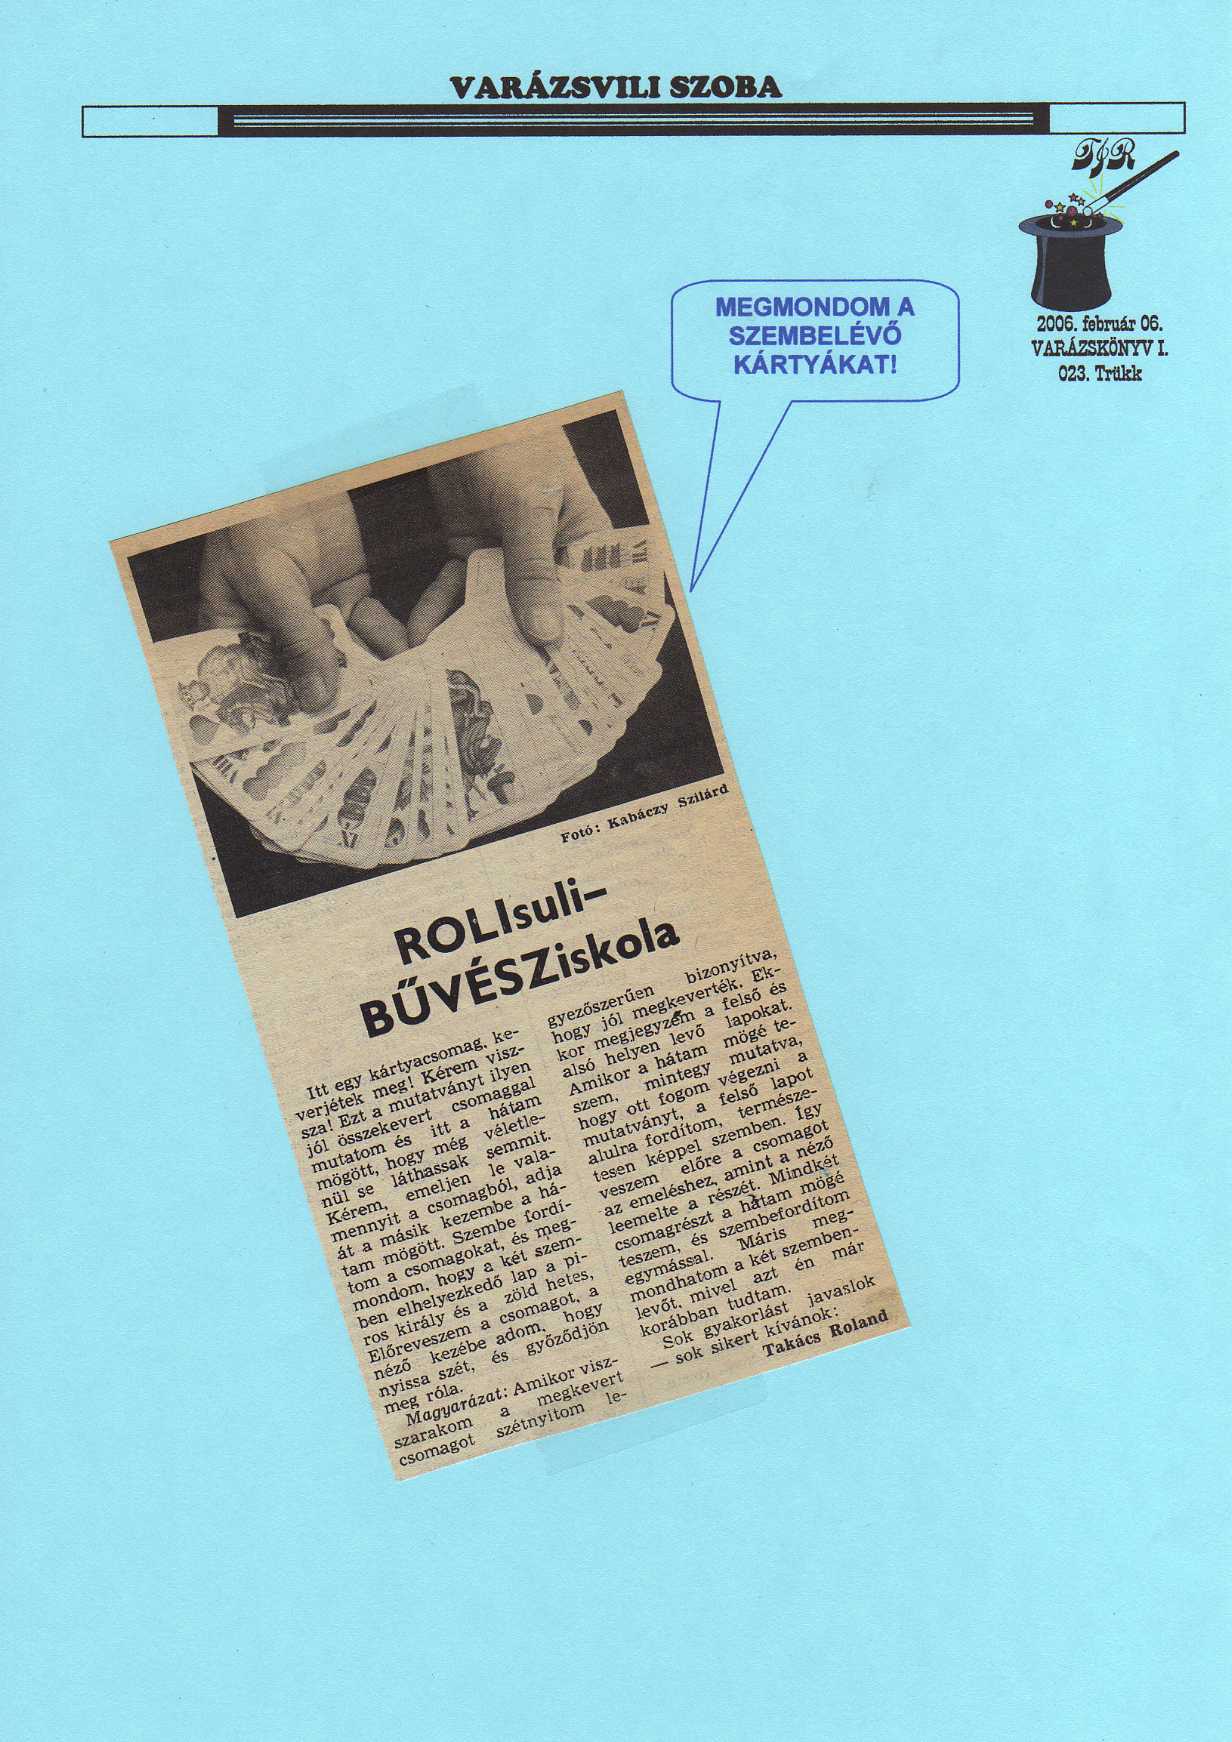 VARÁZSVILI SZOBA
TJR
2006. február 06.
VARÁZSKÖNYV I.
023. Trükk
MEGMONDOM A
SZEMBELÉVŐ
KÁRTYÁKAT!
VII
VII
VII
XI
XI
Fotó: Kabáczy Szilárd
ROLIsuli–
BŰVÉSZiskola
Itt egy kártyacsomag, ke-
verjétek meg! Kérem visz-
sza! Ezt a mutatványt ilyen
jól összekevert csomaggal
mutatom és itt a hátam
mögött, hogy még véletle-
nül se láthassak semmit.
Kérem, emeljen le vala-
mennyit a csomagból, adja
át a másik kezembe a há-
tam mögött. Szembe fordí-
tom a csomagokat, és meg-
mondom, hogy a két szem-
ben elhelyezkedő lap a pi-
ros király és a zöld hetes,
Előreveszem a csomagot, a
néző kezébe adom, hogy
nyissa szét, és győződjön
meg róla.
Magyarázat: Amikor visz-
szarakom a megkevert
csomagot szétnyitom le-
gyezőszerűen bizonyítva,
hogy jól megkeverték. Ek-
kor megjegyzem a felső és
alsó helyen levő lapokat.
Amikor a hátam mögé te-
szem, mintegy mutatva,
hogy ott fogom végezni a
mutatványt, a felső lapot
alulra fordítom, természe-
tesen képpel szemben. Így
veszem előre a csomagot
az emeléshez, amint a néző
leemelte a részét. Mindkét
csomagrészt a hátam mögé
teszem, és szembefordítom
egymással. Máris meg-
mondhatom a két szemben-
levőt, mivel azt én már
korábban tudtam.
Sok gyakorlást javaslok
— sok sikert kívánok:
Takács Roland